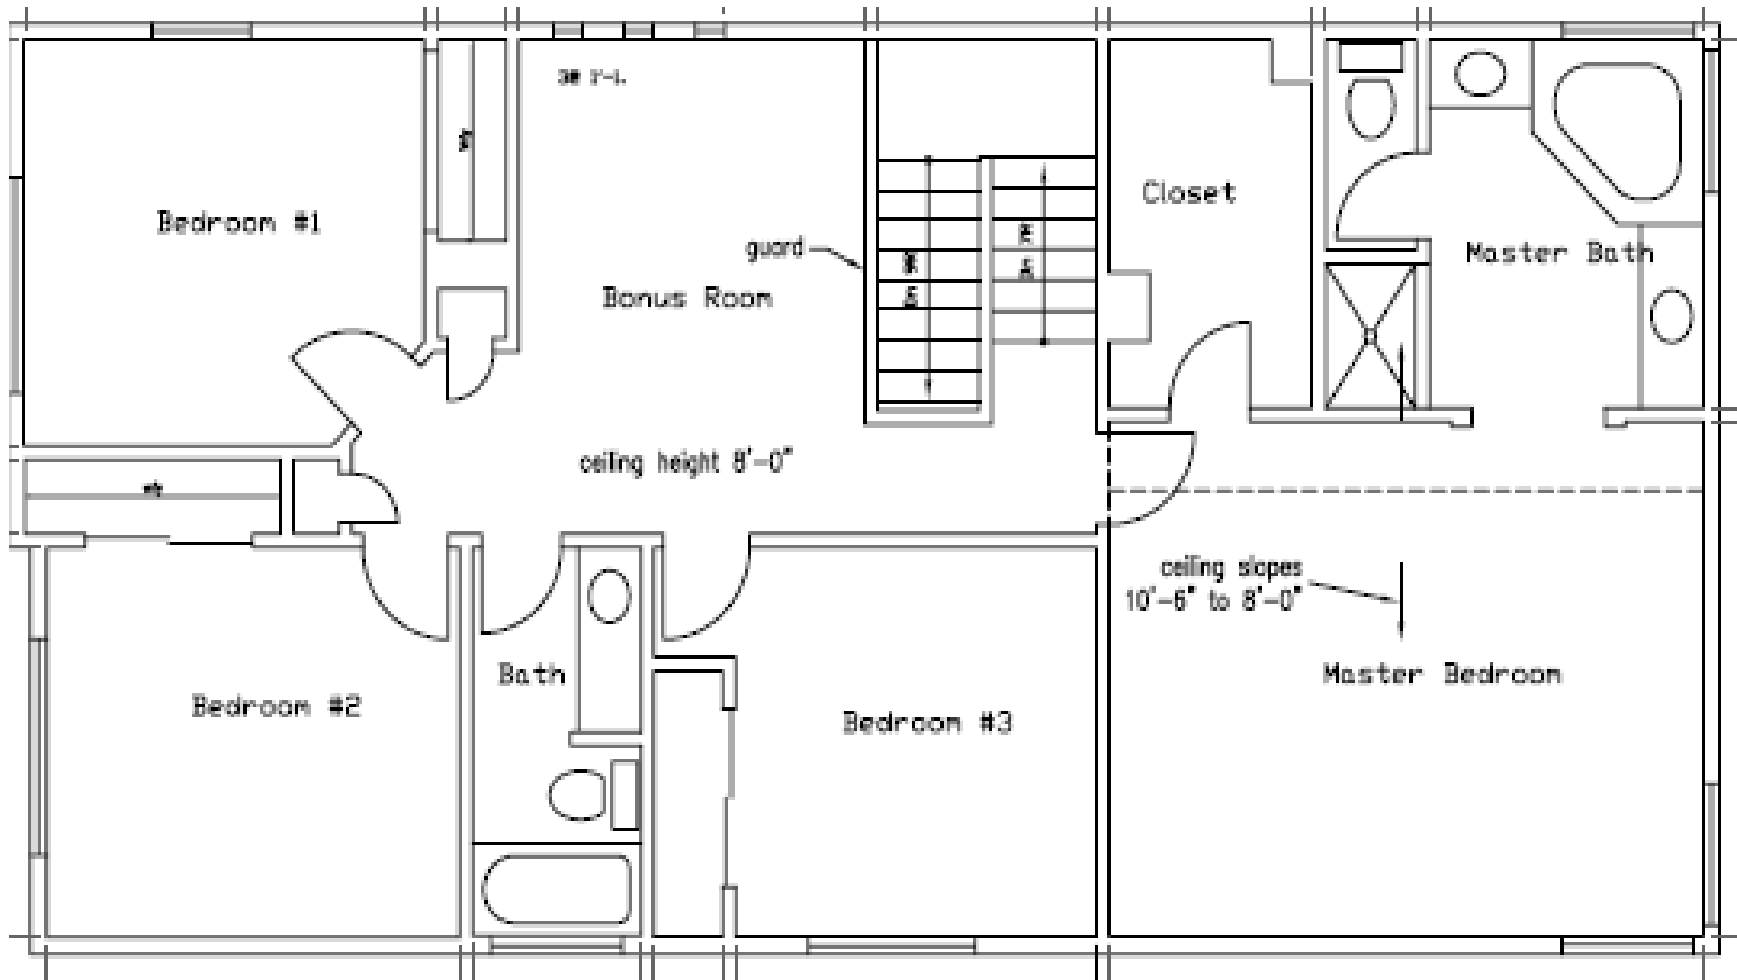 Bedroom #1
guard
Bonus Room
Closet
Master Bath
ceiling height 8'-0"
ceiling slopes
10'-6" to 8'-0"
Bedroom #2
Bath
Bedroom #3
Master Bedroom